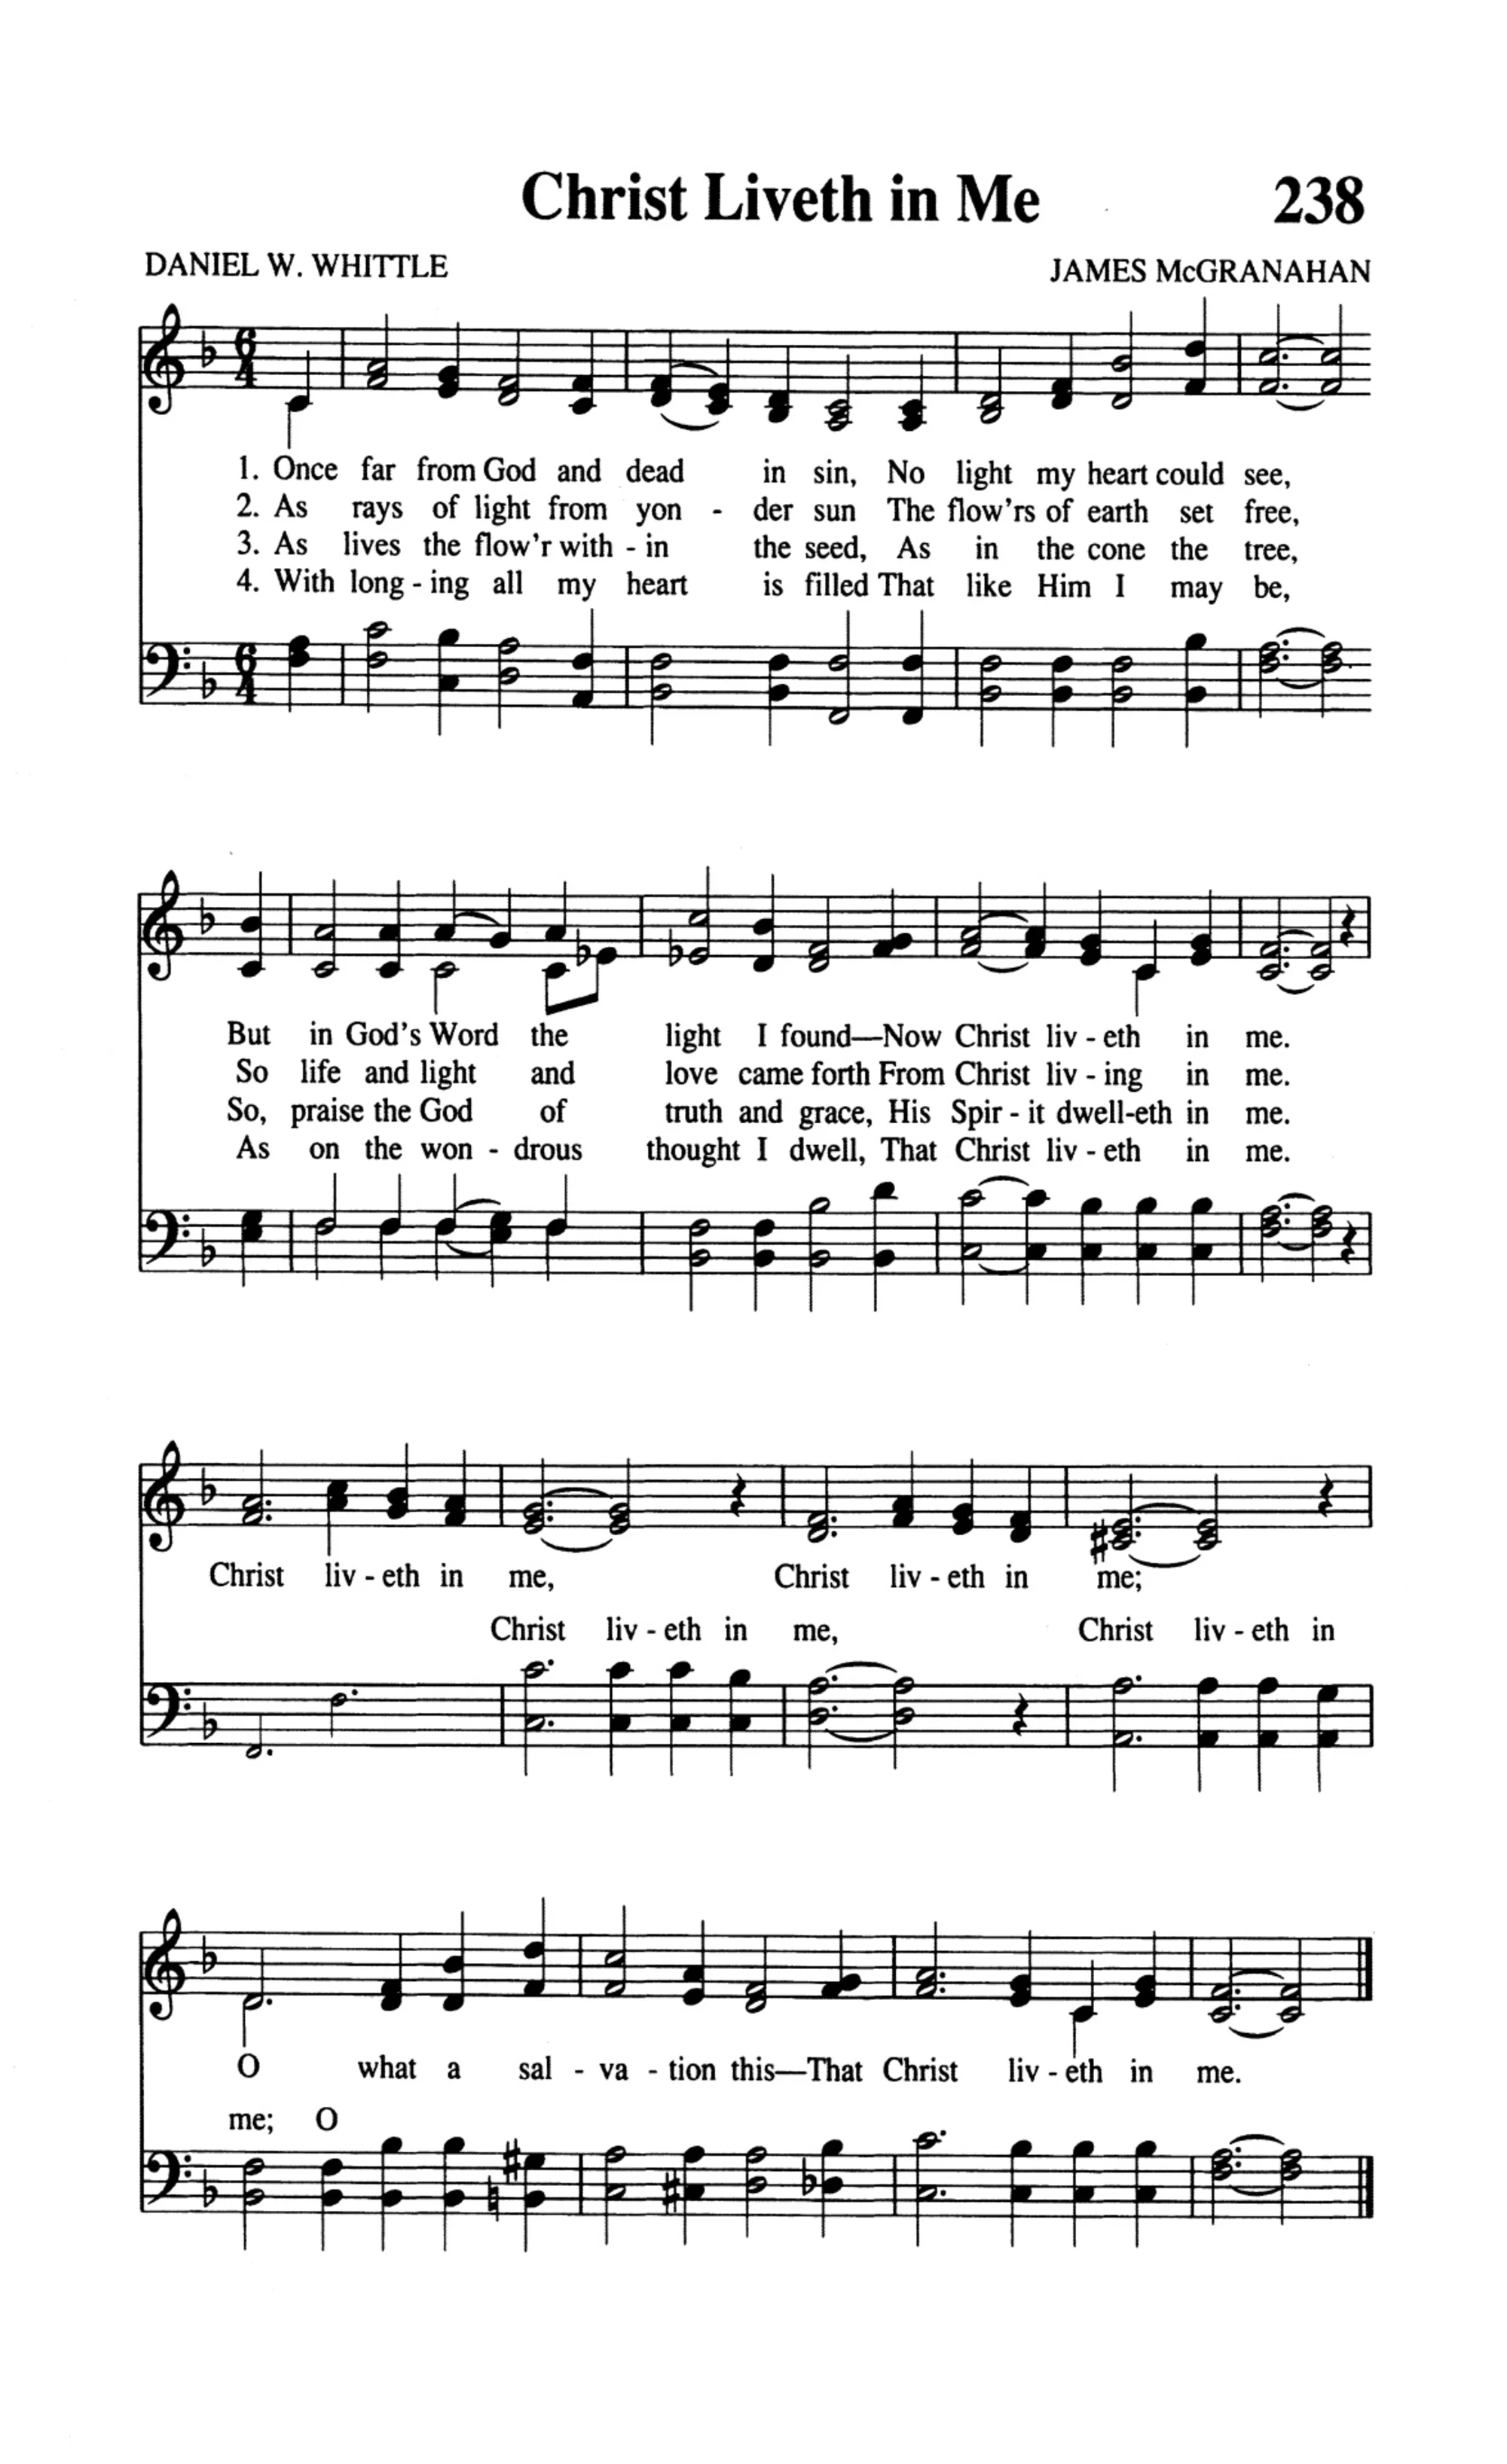 Christ Liveth in Me 238
DANIEL W. WHITTLE
JAMES McGRANAHAN
6
4
1. Once far from God and dead in sin, No light my heart could see,
2. As rays of light from yon - der sun The flow'rs of earth set free,
3. As lives the flow'r with - in the seed, As in the cone the tree,
4. With long - ing all my heart is filled That like Him I may be,
6
4
But in God's Word the light I found—Now Christ liv - eth in me.
So life and light and love came forth From Christ liv - ing in me.
So, praise the God of truth and grace, His Spir - it dwell-eth in me.
As on the won - drous thought I dwell, That Christ liv - eth in me.
Christ liv - eth in me, Christ liv - eth in me;
Christ liv - eth in me, Christ liv - eth in
O what a sal - va - tion this—That Christ liv - eth in me.
me; O